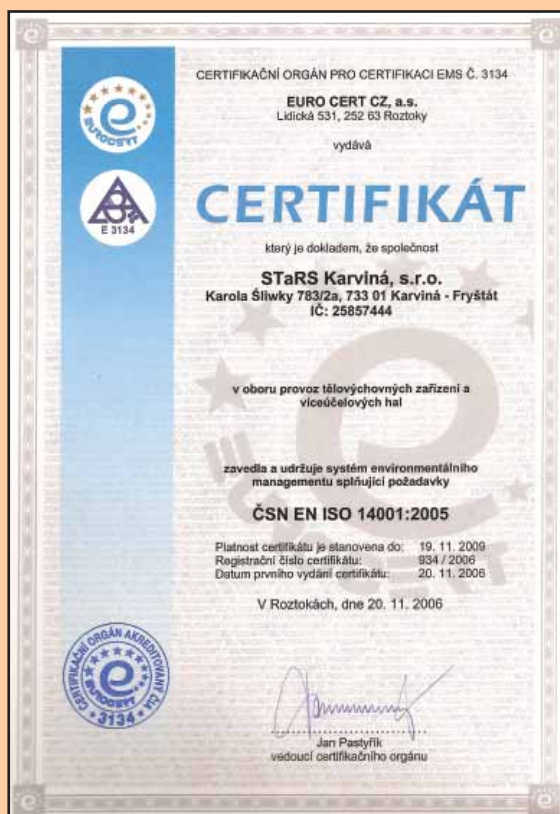 CERTIFIKAČNÍ ORGÁN PRO CERTIFIKACI EMS Č. 3134
EURO CERT CZ, a.s.
Lidická 531, 252 63 Roztoky
vydává
EUROCERT
E 3134
CERTIFIKÁT
který je dokladem, že společnost
STaRS Karviná, s.r.o.
Karola Śliwky 783/2a, 733 01 Karviná - Fryštát
IČ: 25857444
v oboru provoz tělovýchovných zařízení a
víceúčelových hal
zavedla a udržuje systém environmentálního
managementu splňující požadavky
ČSN EN ISO 14001:2005
Platnost certifikátu je stanovena do: 19. 11. 2009
Registrační číslo certifikátu: 934 / 2006
Datum prvního vydání certifikátu: 20. 11. 2006
V Roztokách, dne 20. 11. 2006
CERTIFIKAČNÍ ORGÁN AKREDITOVANÝ ČIA
EUROCERT
3134
Jan Pastyřík
vedoucí certifikačního orgánu